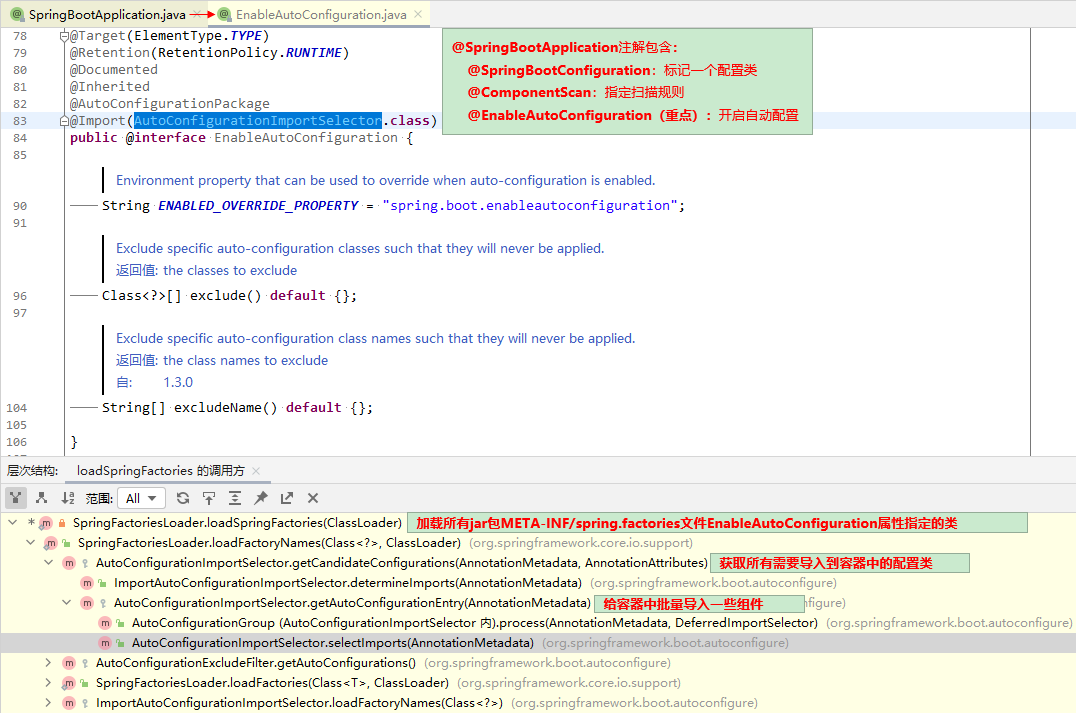 SpringBootApplication.java
EnableAutoConfiguration.java
78 @Target(ElementType.TYPE)
79 @Retention(RetentionPolicy.RUNTIME)
80 @Documented
81 @Inherited
82 @AutoConfigurationPackage
83 @Import(AutoConfigurationImportSelector.class)
84 public @interface EnableAutoConfiguration {
85
@SpringBootApplication注解包含：
@SpringBootConfiguration：标记一个配置类
@ComponentScan：指定扫描规则
@EnableAutoConfiguration（重点）：开启自动配置
Environment property that can be used to override when auto-configuration is enabled.
90 String ENABLED_OVERRIDE_PROPERTY = "spring.boot.enableautoconfiguration";
91
Exclude specific auto-configuration classes such that they will never be applied.
返回值: the classes to exclude
96 Class<?>[] exclude() default {};
97
Exclude specific auto-configuration class names such that they will never be applied.
返回值: the class names to exclude
自: 1.3.0
104 String[] excludeName() default {};
105
106 }
层次结构: loadSpringFactories 的调用方
范围: All
* SpringFactoriesLoader.loadSpringFactories(ClassLoader) 加载所有jar包META-INF/spring.factories文件EnableAutoConfiguration属性指定的类
SpringFactoriesLoader.loadFactoryNames(Class<?>, ClassLoader) (org.springframework.core.io.support)
AutoConfigurationImportSelector.getCandidateConfigurations(AnnotationMetadata, AnnotationAttributes) 获取所有需要导入到容器中的配置类
ImportAutoConfigurationImportSelector.determineImports(AnnotationMetadata) (org.springframework.boot.autoconfigure)
AutoConfigurationImportSelector.getAutoConfigurationEntry(AnnotationMetadata) 给容器中批量导入一些组件 figure)
AutoConfigurationGroup (AutoConfigurationImportSelector 内).process(AnnotationMetadata, DeferredImportSelector) (org.springframework.boot.autoconfigure)
AutoConfigurationImportSelector.selectImports(AnnotationMetadata) (org.springframework.boot.autoconfigure)
AutoConfigurationExcludeFilter.getAutoConfigurations() (org.springframework.boot.autoconfigure)
SpringFactoriesLoader.loadFactories(Class<T>, ClassLoader) (org.springframework.core.io.support)
ImportAutoConfigurationImportSelector.loadFactoryNames(Class<?>) (org.springframework.boot.autoconfigure)